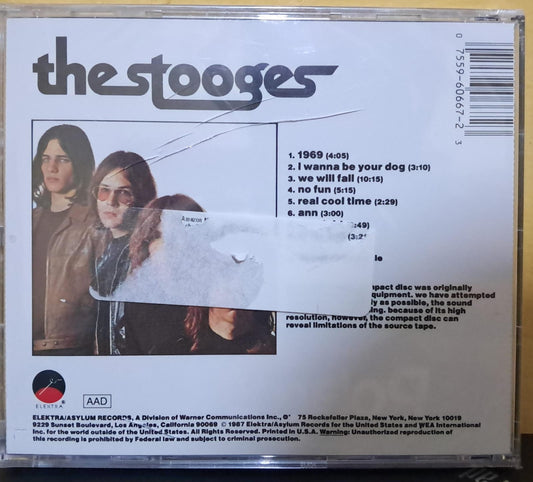 the stooges
0 7559-60667-2 3
1. 1969 (4:05)
2. i wanna be your dog (3:10)
3. we will fall (10:15)
4. no fun (5:15)
5. real cool time (2:29)
6. ann (3:00)
:49)
(3:2
Amazon
compact disc was originally
equipment. we have attempted
as possible, the sound
because of its high
resolution, however, the compact disc can
reveal limitations of the source tape.
ELEKTRA
AAD
ELEKTRA/ASYLUM RECORDS, A Division of Warner Communications Inc., 75 Rockefeller Plaza, New York, New York 10019
9229 Sunset Boulevard, Los Angeles, California 90069 © 1987 Elektra/Asylum Records for the United States and WEA International
Inc. for the world outside of the United States. All Rights Reserved. Printed in U.S.A. Warning: Unauthorized reproduction of
this recording is prohibited by Federal law and subject to criminal prosecution.